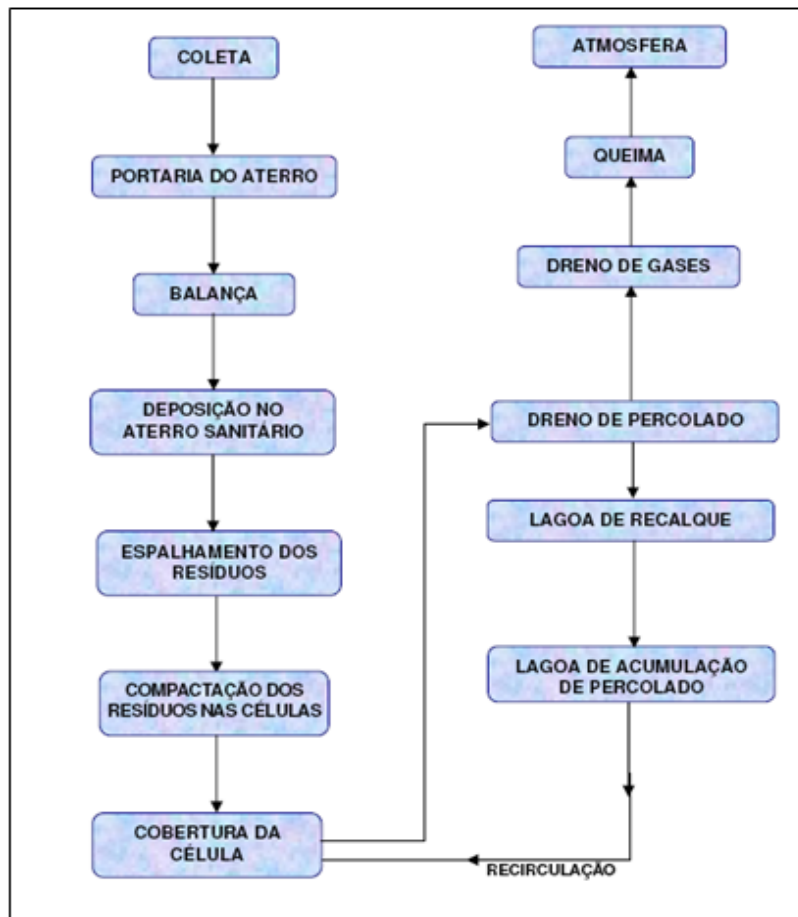 COLETA
PORTARIA DO ATERRO
BALANÇA
DEPOSIÇÃO NO
ATERRO SANITÁRIO
ESPALHAMENTO DOS
RESÍDUOS
COMPACTAÇÃO DOS
RESÍDUOS NAS CÉLULAS
COBERTURA DA
CÉLULA
ATMOSFERA
QUEIMA
DRENO DE GASES
DRENO DE PERCOLADO
LAGOA DE RECALQUE
LAGOA DE ACUMULAÇÃO
DE PERCOLADO
RECIRCULAÇÃO